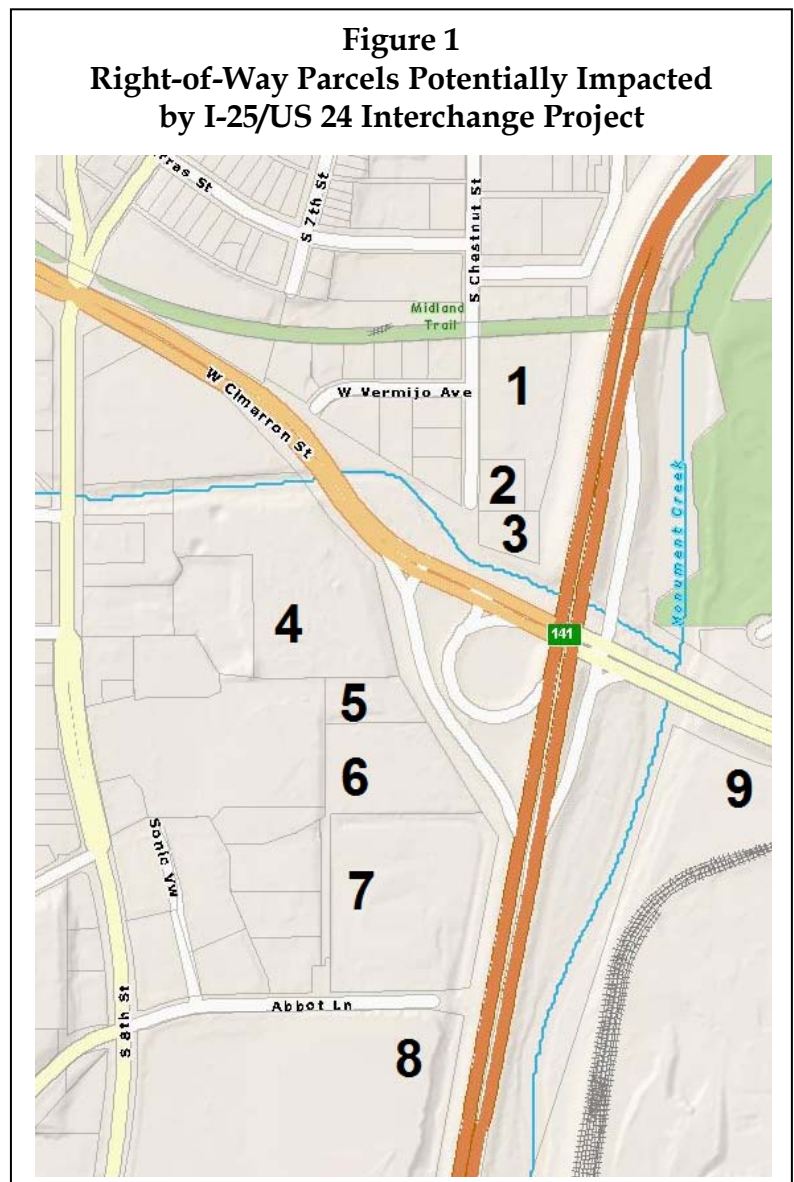 Figure 1
Right-of-Way Parcels Potentially Impacted
by I-25/US 24 Interchange Project
S 7th St
S Chestnut St
Midland
Trail
W Cimarron St
W Vermijo Ave
1
2
3
Monument Creek
141
4
5
6
9
Sonic Vw
7
Abbot Ln
S 8th St
8